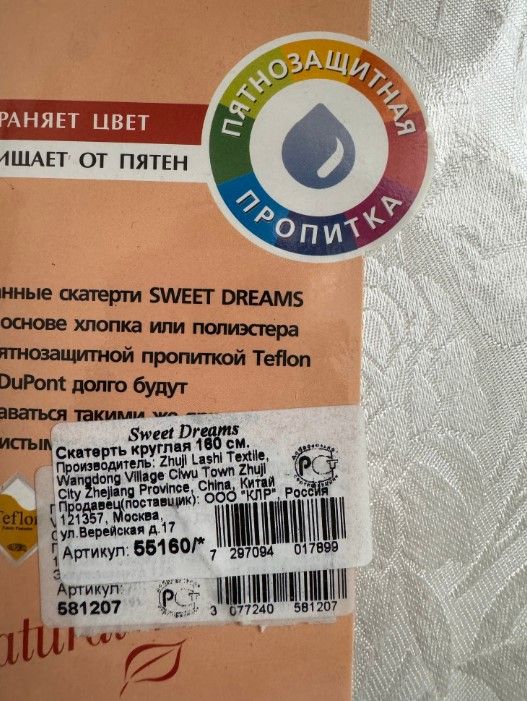 ПЯТНОЗАЩИТНАЯ
ПРОПИТКА
РАНЯЕТ ЦВЕТ
ИЩАЕТ ОТ ПЯТЕН
нные скатерти SWEET DREAMS
основе хлопка или полиэстера
ятнозащитной пропиткой Teflon
DuPont долго будут
аваться такими же
истым
Sweet Dreams
Скатерть круглая 160 см.
Производитель: Zhuji Lashi Textile,
Wangdong Village Ciwu Town Zhuji
City Zhejiang Province, China, Китай
Продавец(поставщик): ООО "КЛР" Россия
121357, Москва,
ул.Верейская д.17
Артикул: 55160/*
7 297094 017899
Артикул:
581207
3 077240 581207
Teflon
atura